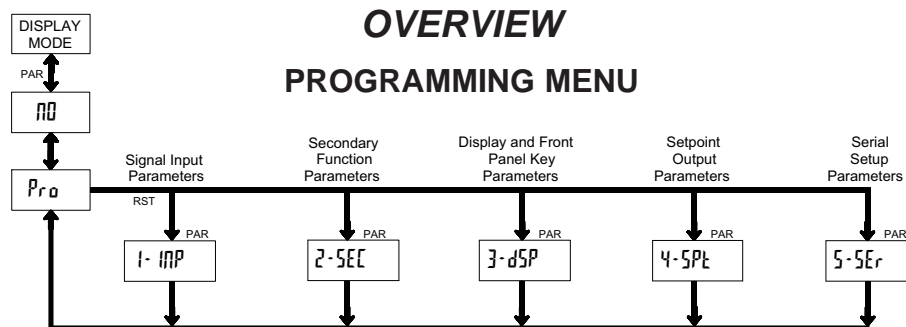 OVERVIEW
PROGRAMMING MENU
DISPLAY
MODE
PAR
NO
Pro
RST
Signal Input
Parameters
Secondary
Function
Parameters
Display and Front
Panel Key
Parameters
Setpoint
Output
Parameters
Serial
Setup
Parameters
PAR
PAR
PAR
PAR
PAR
1-INP
2-SEC
3-dSP
4-SPt
5-SEr